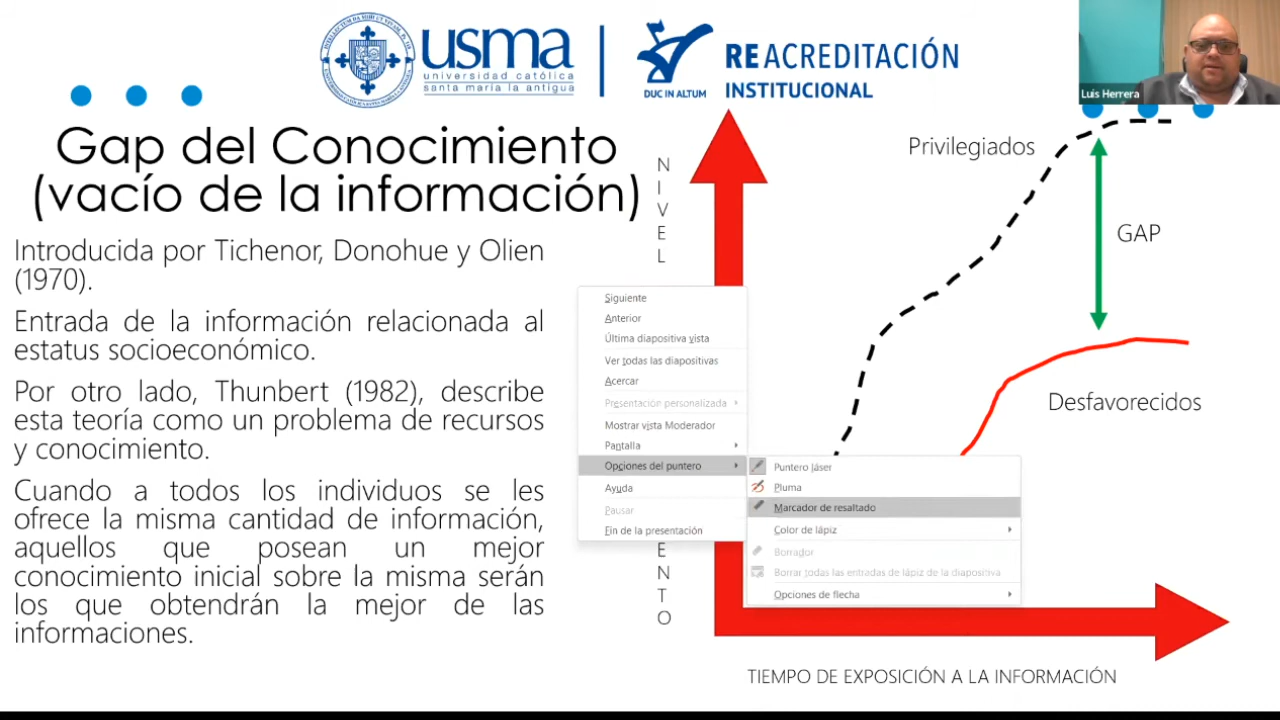 usma
universidad católica
santa maría la antigua
DUC IN ALTUM
REACREDITACIÓN
INSTITUCIONAL
Luis Herrera
Gap del Conocimiento
(vacío de la información)
Introducida por Tichenor, Donohue y Olien
(1970).
Entrada de la información relacionada al
estatus socioeconómico.
Por otro lado, Thunbert (1982), describe
esta teoría como un problema de recursos
y conocimiento.
Cuando a todos los individuos se les
ofrece la misma cantidad de información,
aquellos que posean un mejor
conocimiento inicial sobre la misma serán
los que obtendrán la mejor de las
informaciones.
N
I
V
E
L
Siguiente
Anterior
Última diapositiva vista
Ver todas las diapositivas
Acercar
Presentación personalizada
Mostrar vista Moderador
Pantalla
Opciones del puntero
Ayuda
Pausar
Fin de la presentación
Puntero láser
Pluma
Marcador de resaltado
Color de lápiz
Borrador
Borrar todas las entradas de lápiz de la diapositiva
Opciones de flecha
E
N
T
O
Privilegiados
GAP
Desfavorecidos
TIEMPO DE EXPOSICIÓN A LA INFORMACIÓN